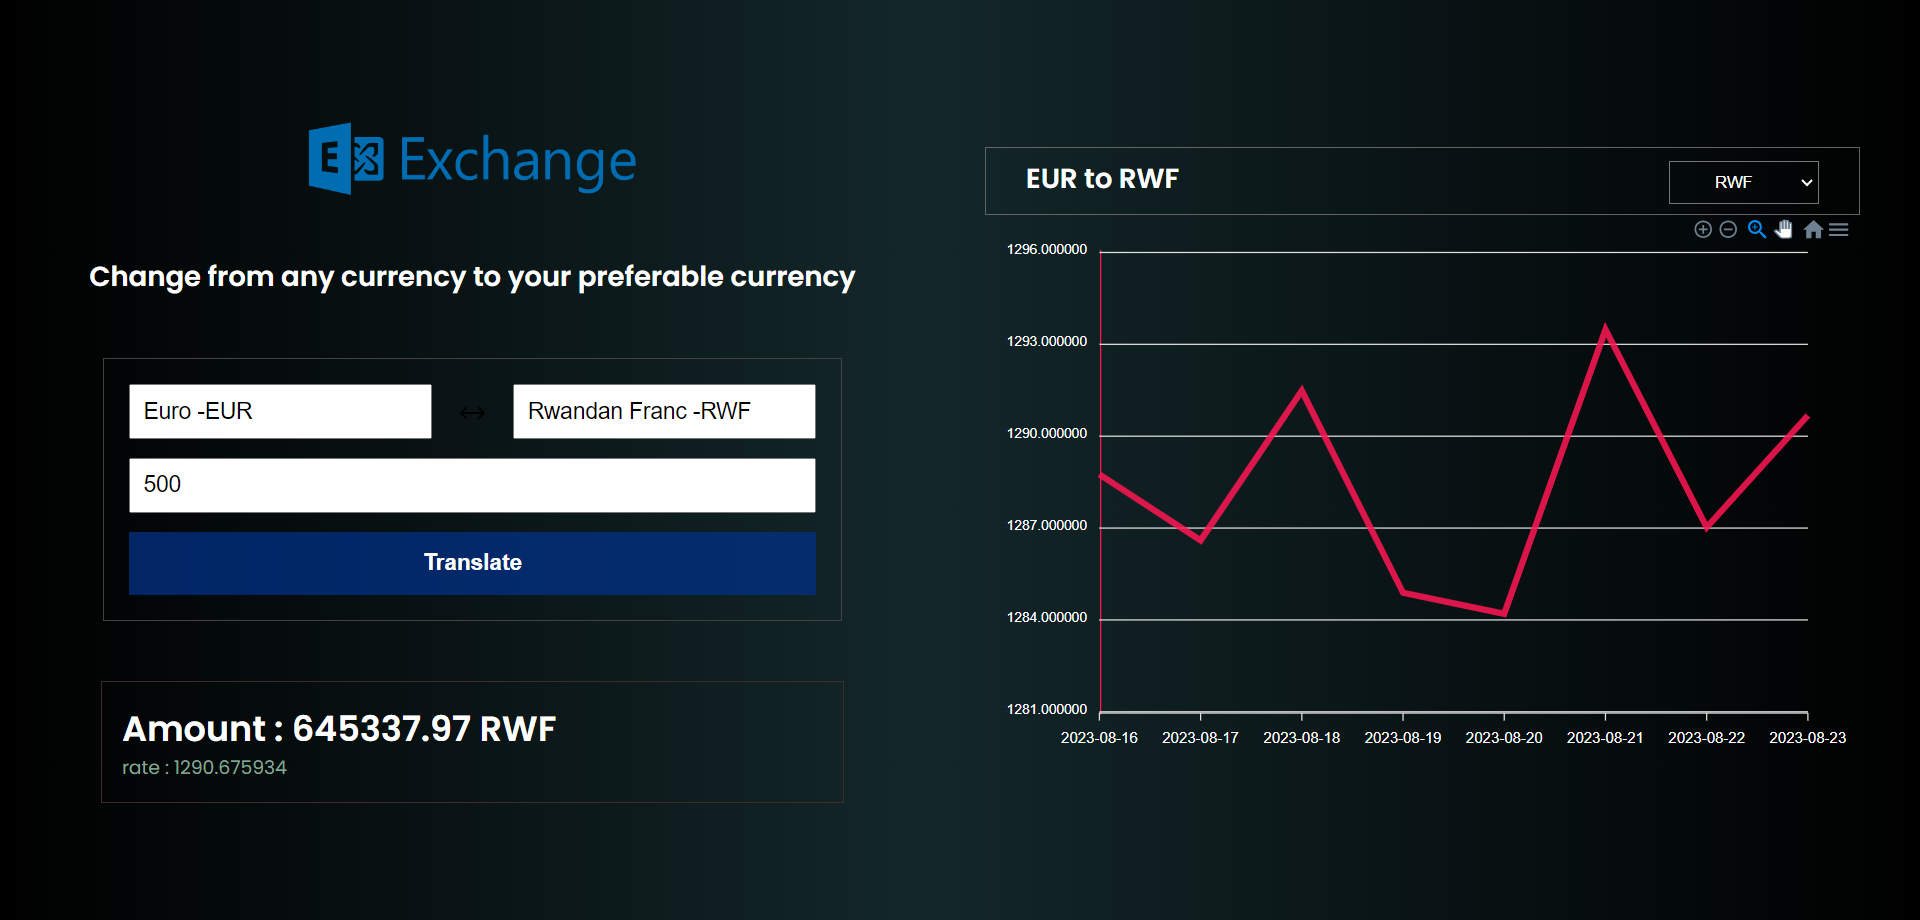 Exchange
Change from any currency to your preferable currency
Euro -EUR
Rwandan Franc -RWF
500
Translate
Amount : 645337.97 RWF
rate : 1290.675934
EUR to RWF
RWF
1296.000000
1293.000000
1290.000000
1287.000000
1284.000000
1281.000000
2023-08-16 2023-08-17 2023-08-18 2023-08-19 2023-08-20 2023-08-21 2023-08-22 2023-08-23